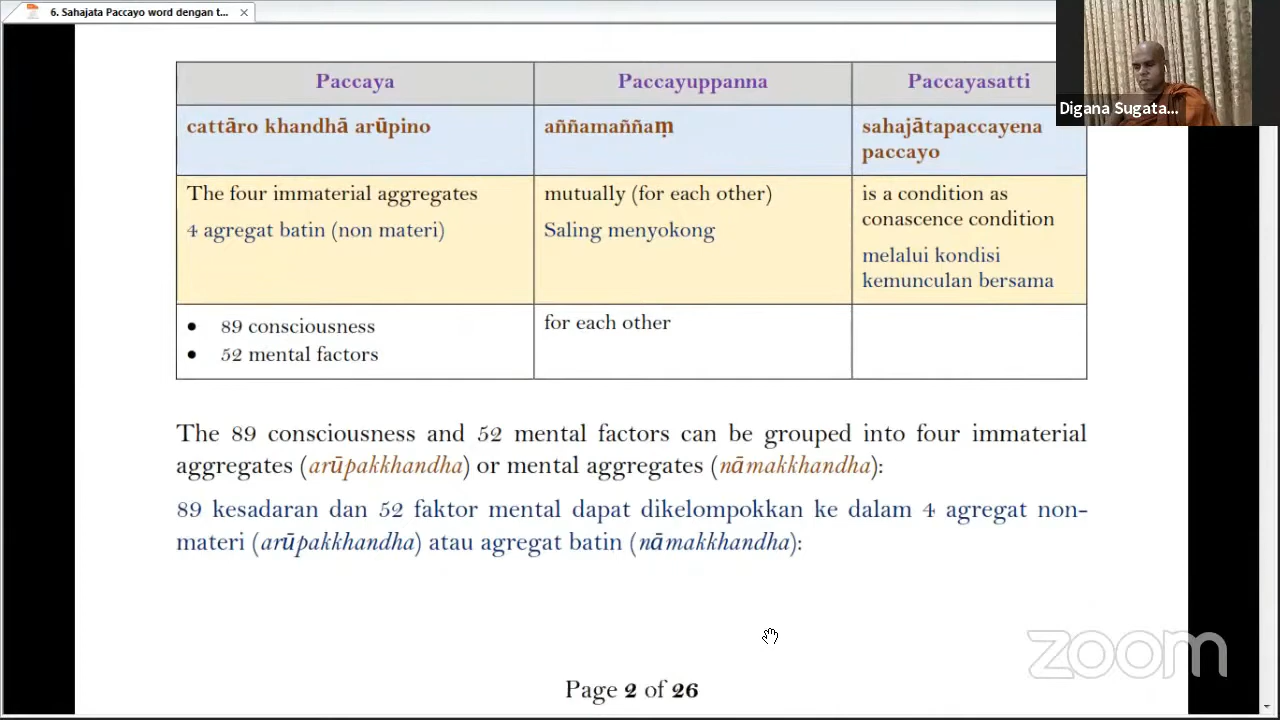 6. Sahajata Paccayo word dengan t...
Digana Sugata...
Paccaya
Paccayuppanna
Paccayasatti
cattāro khandhā arūpino
aññamaññaṃ
sahajātapaccayena
paccayo
The four immaterial aggregates
4 agregat batin (non materi)
mutually (for each other)
Saling menyokong
is a condition as
conascence condition
melalui kondisi
kemunculan bersama
• 89 consciousness
• 52 mental factors
for each other
The 89 consciousness and 52 mental factors can be grouped into four immaterial
aggregates (arūpakkhandha) or mental aggregates (nāmakkhandha):
89 kesadaran dan 52 faktor mental dapat dikelompokkan ke dalam 4 agregat non-
materi (arūpakkhandha) atau agregat batin (nāmakkhandha):
zoom
Page 2 of 26